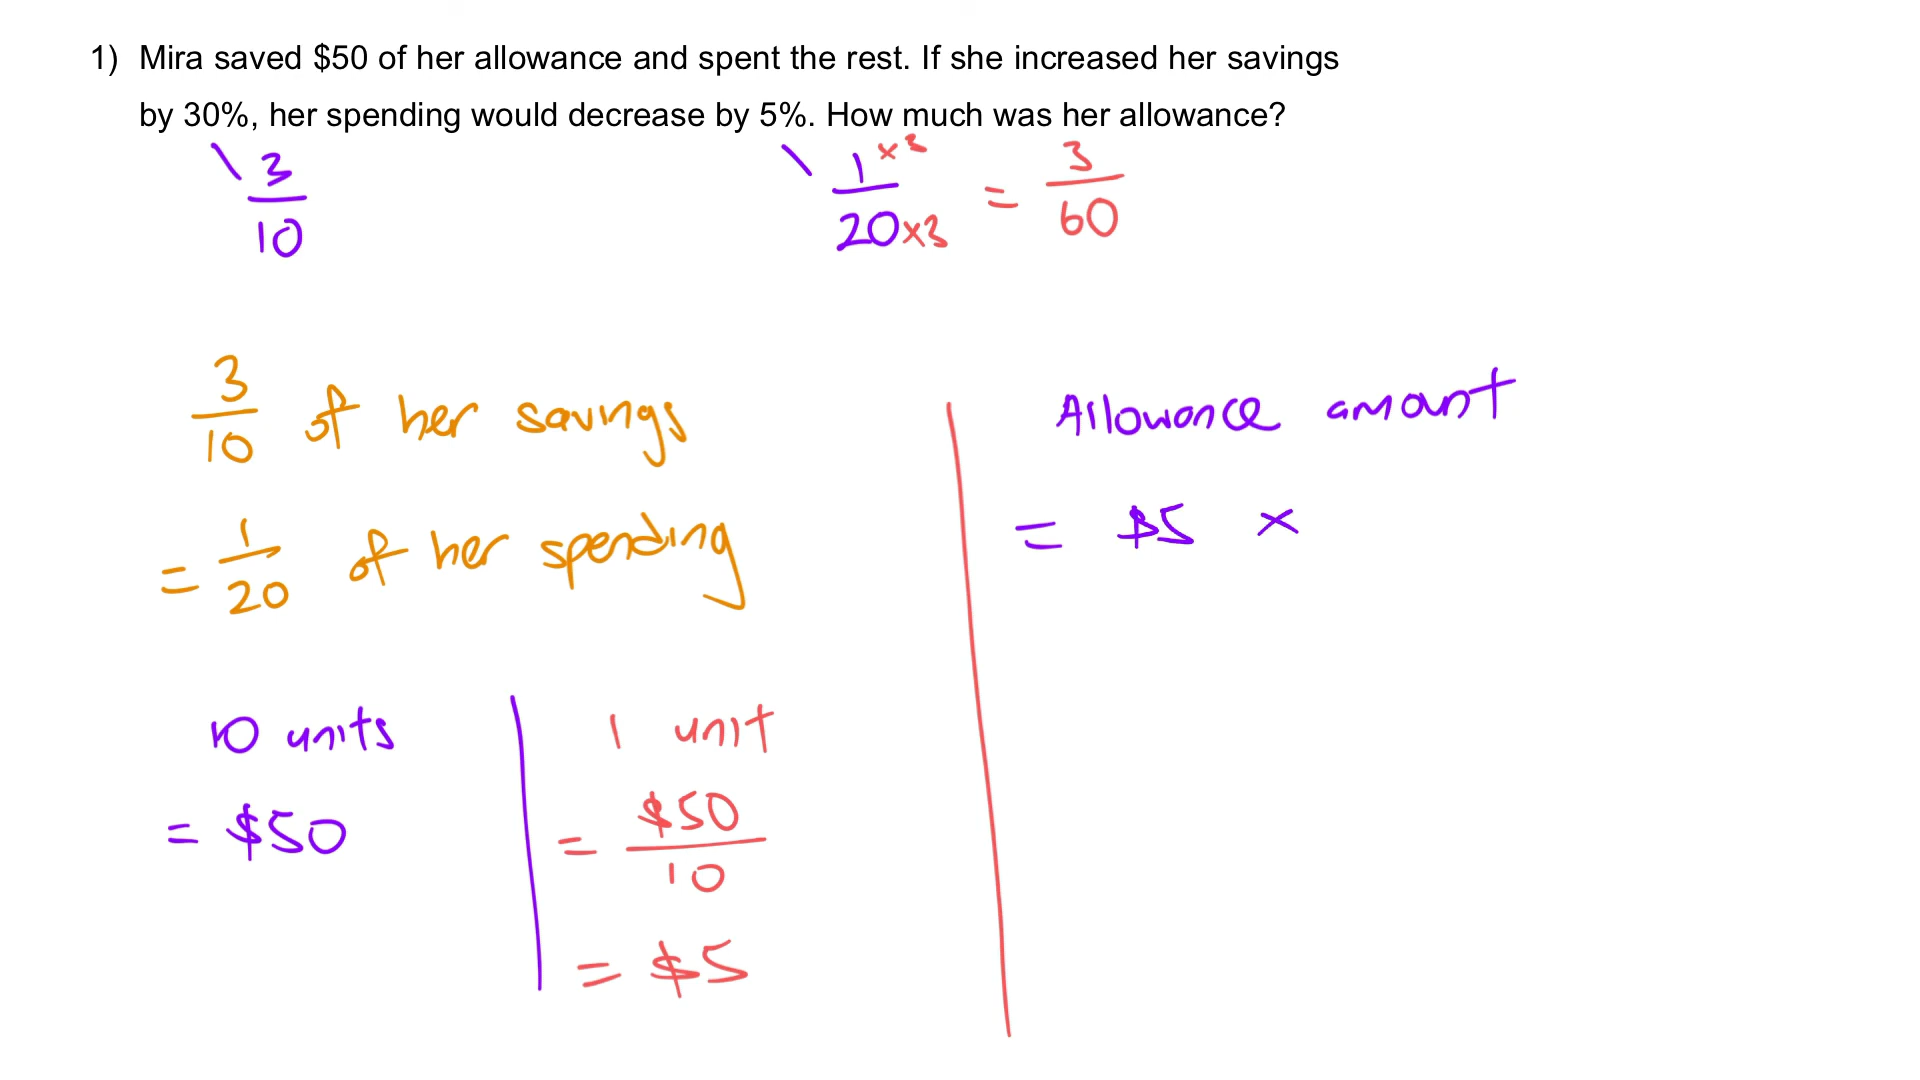 1) Mira saved $50 of her allowance and spent the rest. If she increased her savings
by 30%, her spending would decrease by 5%. How much was her allowance?
3/10
1×3/20×3 = 3/60
3/10 of her savings
= 1/20 of her spending
10 units
= $50
1 unit
= $50/10
= $5
Allowance amount
= $5 ×